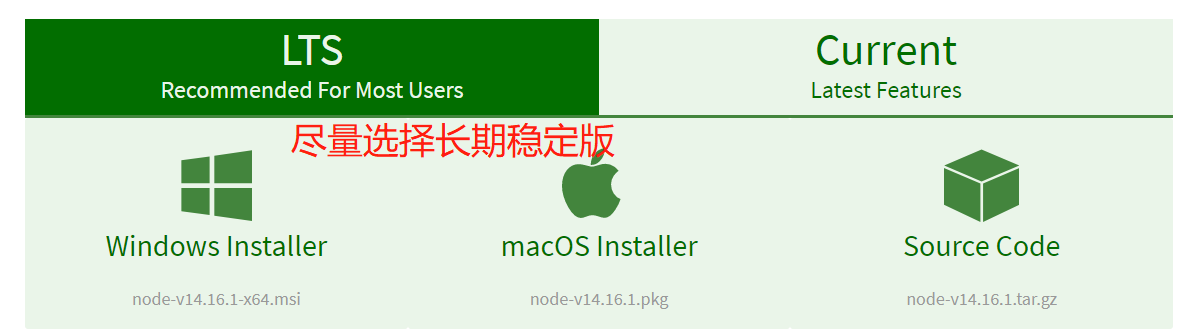 LTS
Recommended For Most Users
Current
Latest Features
尽量选择长期稳定版
Windows Installer
node-v14.16.1-x64.msi
macOS Installer
node-v14.16.1.pkg
Source Code
node-v14.16.1.tar.gz